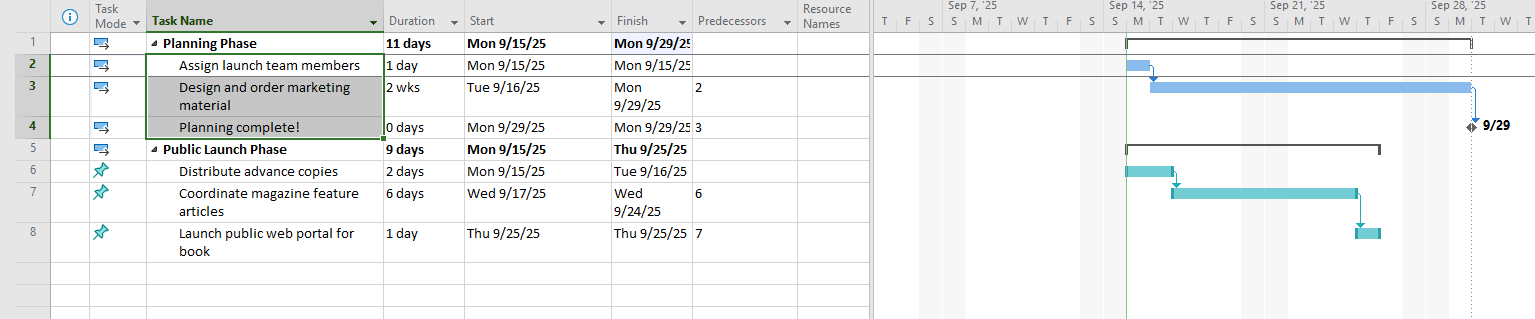 Sep 7, '25 Sep 14, '25 Sep 21, '25 Sep 28, '25
Task Mode Task Name Duration Start Finish Predecessors Resource Names T F S S M T W T F S S M T W T F S S M T W T F S S M T W
1 Planning Phase 11 days Mon 9/15/25 Mon 9/29/25
2 Assign launch team members 1 day Mon 9/15/25 Mon 9/15/25
3 Design and order marketing 2 wks Tue 9/16/25 Mon 2
material 9/29/25
4 Planning complete! 0 days Mon 9/29/25 Mon 9/29/25 3 9/29
5 Public Launch Phase 9 days Mon 9/15/25 Thu 9/25/25
6 Distribute advance copies 2 days Mon 9/15/25 Tue 9/16/25
7 Coordinate magazine feature 6 days Wed 9/17/25 Wed 6
articles 9/24/25
8 Launch public web portal for 1 day Thu 9/25/25 Thu 9/25/25 7
book